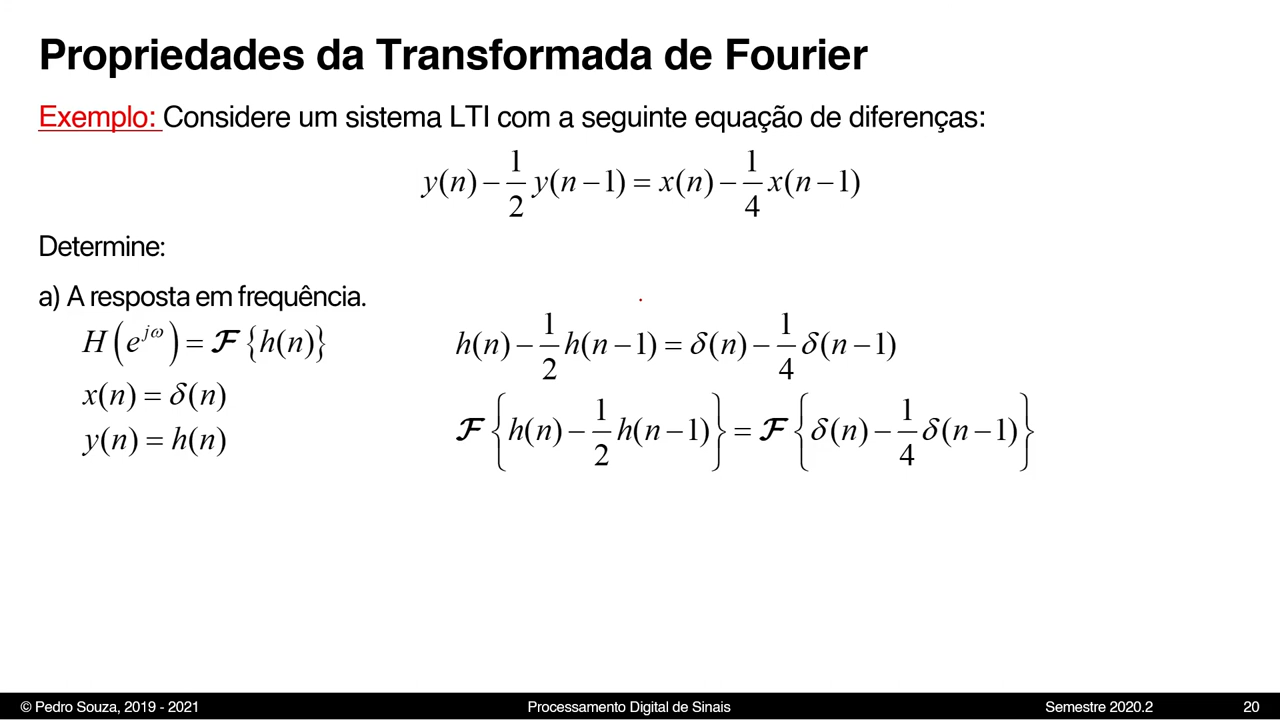 Propriedades da Transformada de Fourier
Exemplo: Considere um sistema LTI com a seguinte equação de diferenças:
y(n) − 1/2 y(n − 1) = x(n) − 1/4 x(n − 1)
Determine:
a) A resposta em frequência.
H(e^{jω}) = ℱ{h(n)}
x(n) = δ(n)
y(n) = h(n)
h(n) − 1/2 h(n − 1) = δ(n) − 1/4 δ(n − 1)
ℱ{h(n) − 1/2 h(n − 1)} = ℱ{δ(n) − 1/4 δ(n − 1)}
© Pedro Souza, 2019 - 2021 Processamento Digital de Sinais Semestre 2020.2 20